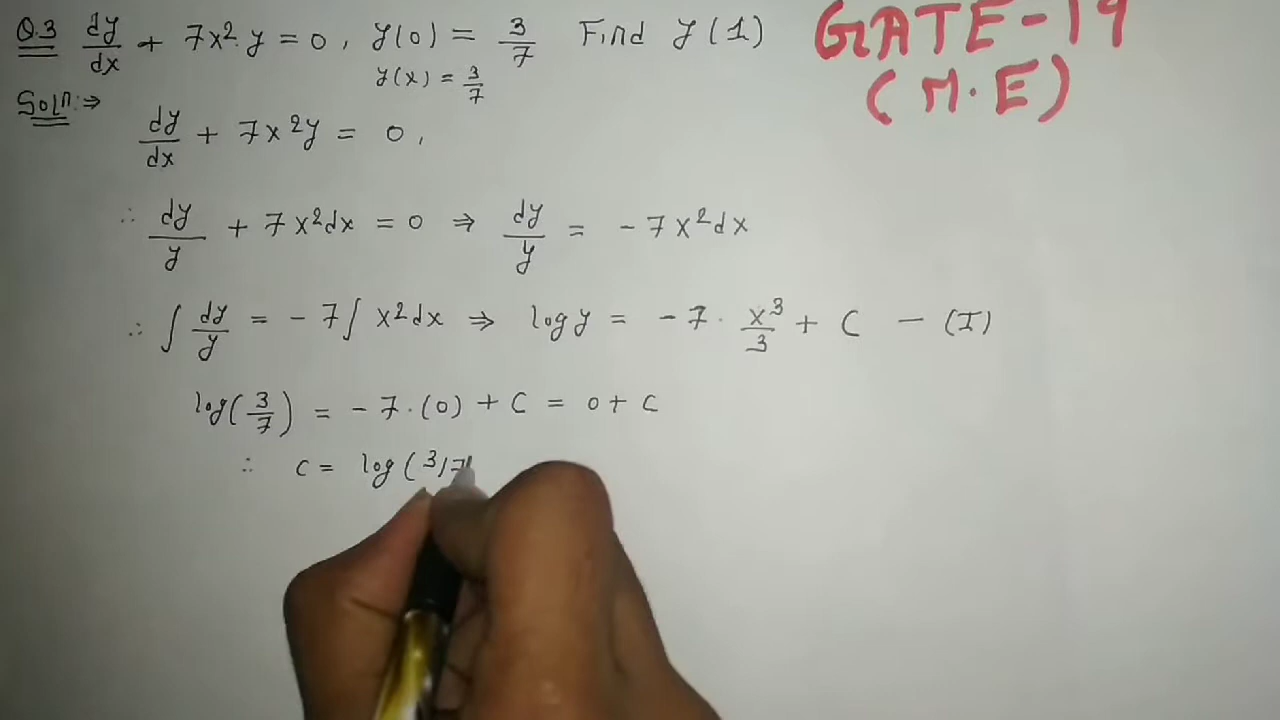 Q.3 dy/dx + 7x². y = 0, y(0) = 3/7 Find y(1)
GATE-19
y(x) = 3/7
(M.E)
Soln:⇒
dy/dx + 7x²y = 0,
∴ dy/y + 7x²dx = 0 ⇒ dy/y = -7x²dx
∴ ∫ dy/y = -7∫ x²dx ⇒ log y = -7. x³/3 + C — (I)
log(3/7) = -7.(0) + C = 0 + C
∴ C = log(3/7